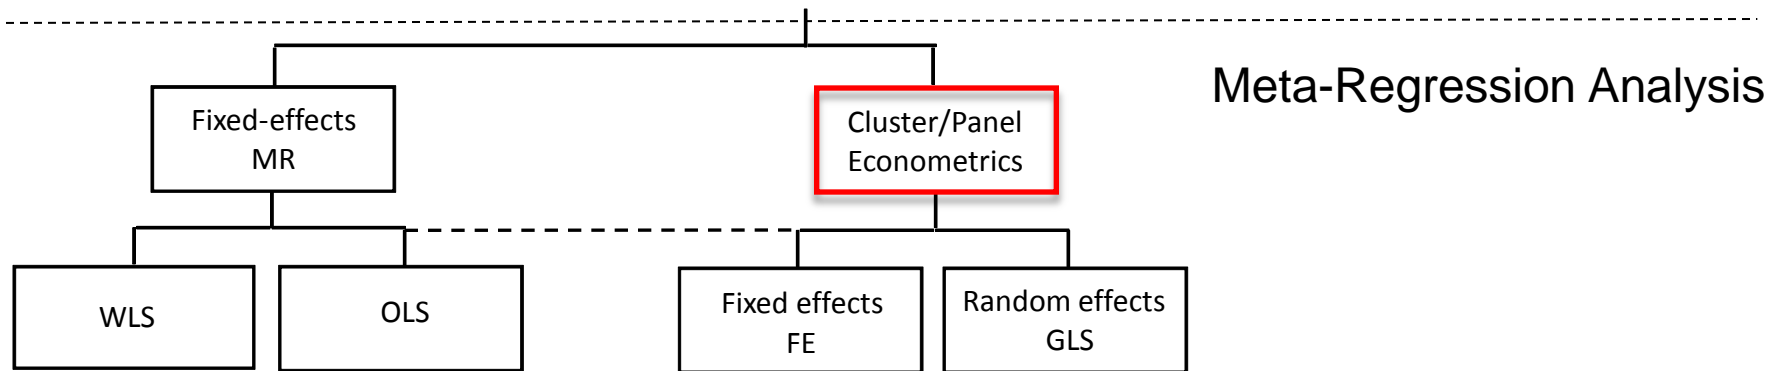 Meta-Regression Analysis
Fixed-effects
MR
Cluster/Panel
Econometrics
WLS
OLS
Fixed effects
FE
Random effects
GLS